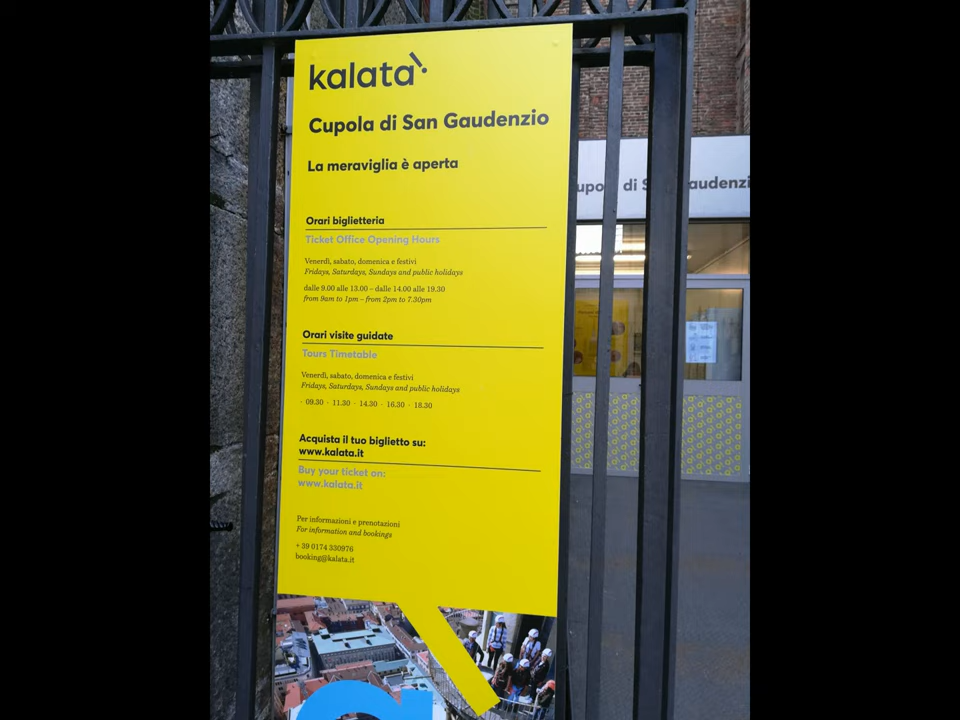 kalatà!
Cupola di San Gaudenzio
La meraviglia è aperta
Orari biglietteria
Ticket Office Opening Hours
Venerdì, sabato, domenica e festivi
Fridays, Saturdays, Sundays and public holidays
dalle 9.00 alle 13.00 – dalle 14.00 alle 19.30
from 9am to 1pm – from 2pm to 7.30pm
Orari visite guidate
Tours Timetable
Venerdì, sabato, domenica e festivi
Fridays, Saturdays, Sundays and public holidays
· 09.30 · 11.30 · 14.30 · 16.30 · 18.30
Acquista il tuo biglietto su:
www.kalata.it
Buy your ticket on:
www.kalata.it
Per informazioni e prenotazioni
For information and bookings
+ 39 0174 330976
booking@kalata.it
upo di S audenzi